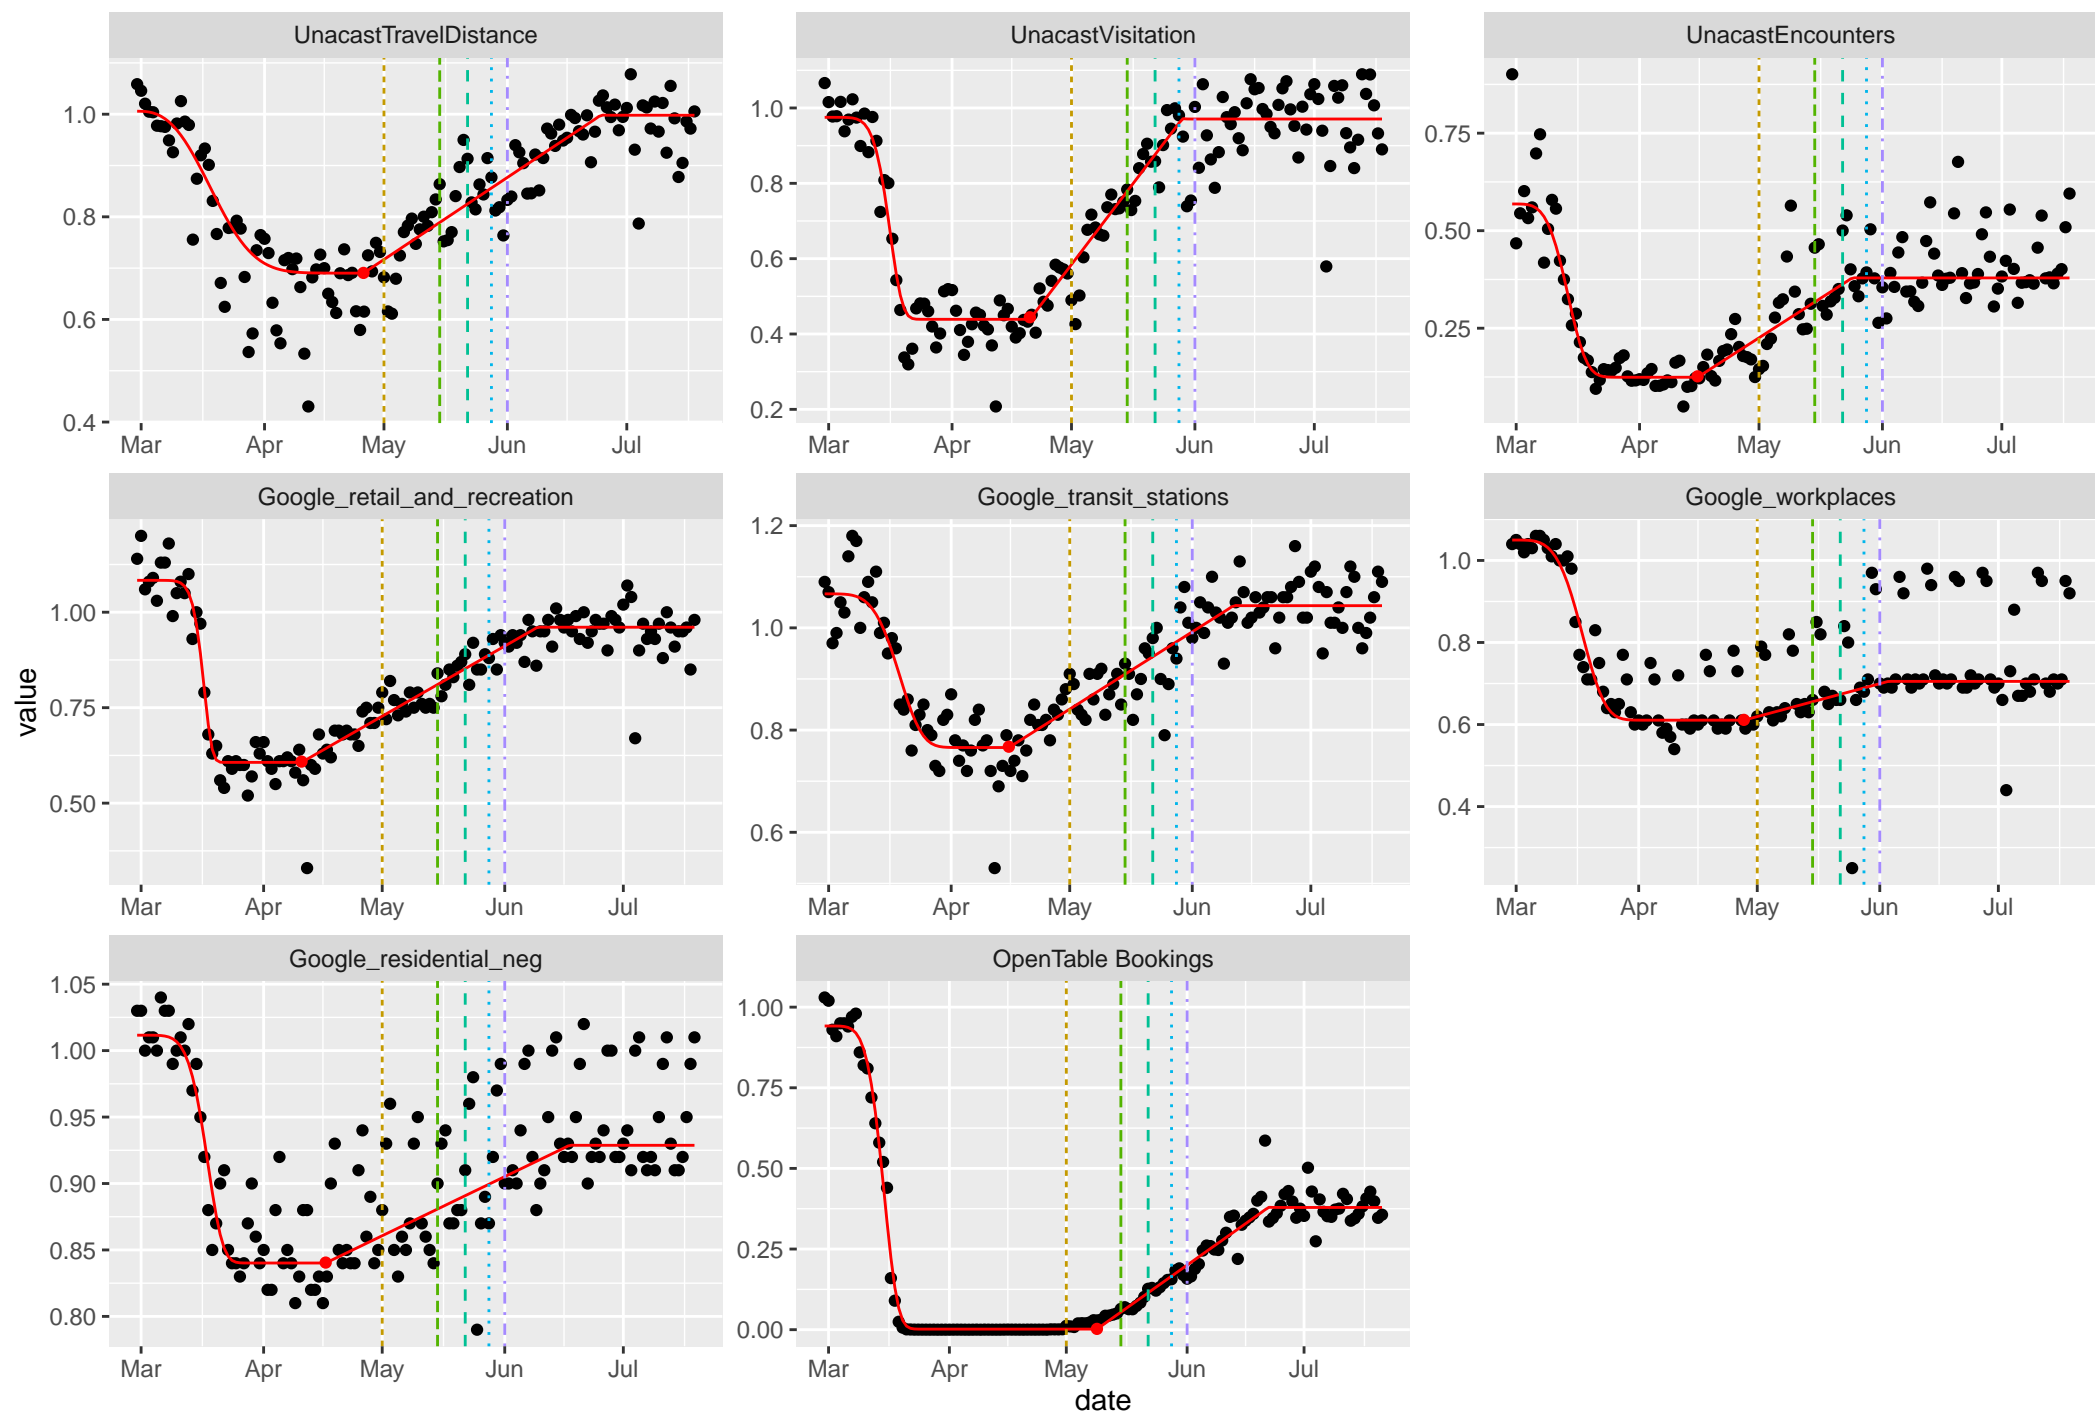 UnacastTravelDistance
UnacastVisitation
UnacastEncounters
1.0
0.8
0.6
0.4
Mar Apr May Jun Jul
1.0
0.8
0.6
0.4
0.2
Mar Apr May Jun Jul
0.75
0.50
0.25
Mar Apr May Jun Jul
Google_retail_and_recreation
Google_transit_stations
Google_workplaces
1.00
0.75
0.50
Mar Apr May Jun Jul
1.2
1.0
0.8
0.6
Mar Apr May Jun Jul
1.0
0.8
0.6
0.4
Mar Apr May Jun Jul
value
Google_residential_neg
OpenTable Bookings
1.05
1.00
0.95
0.90
0.85
0.80
Mar Apr May Jun Jul
1.00
0.75
0.50
0.25
0.00
Mar Apr May Jun Jul
date